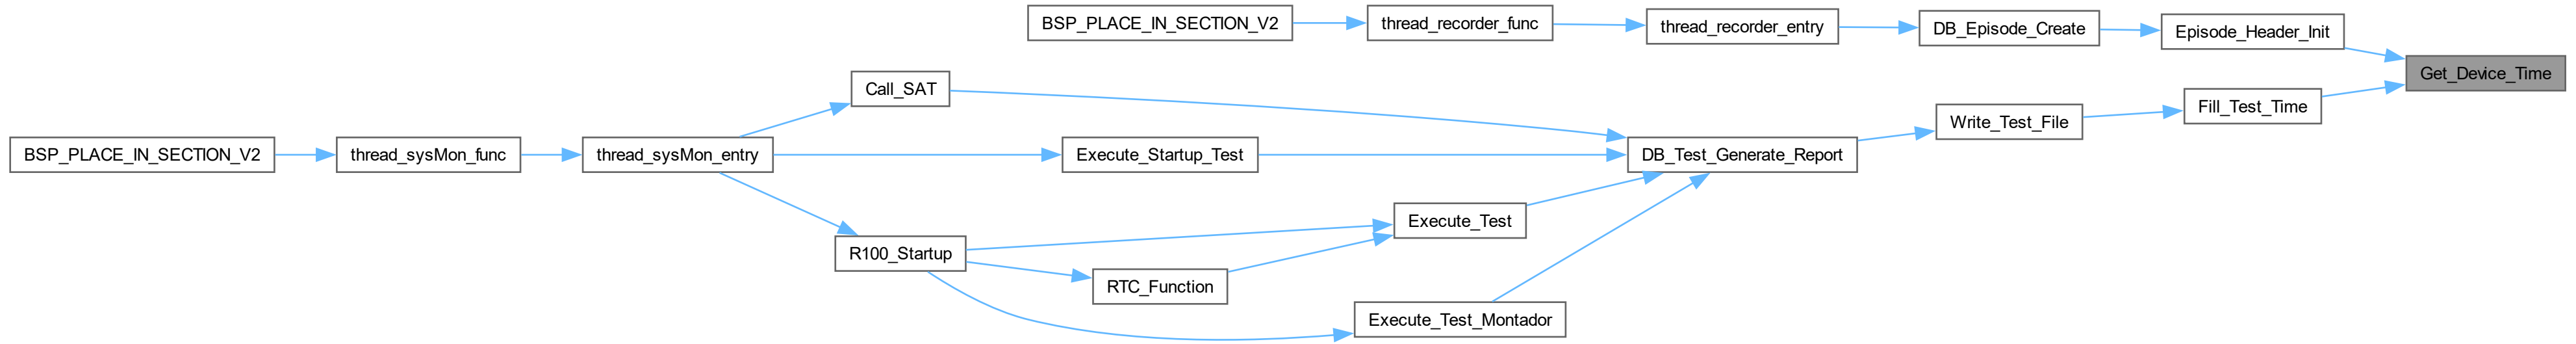 BSP_PLACE_IN_SECTION_V2
thread_recorder_func
thread_recorder_entry
DB_Episode_Create
Episode_Header_Init
Get_Device_Time
Call_SAT
Fill_Test_Time
Write_Test_File
BSP_PLACE_IN_SECTION_V2
thread_sysMon_func
thread_sysMon_entry
Execute_Startup_Test
DB_Test_Generate_Report
Execute_Test
R100_Startup
RTC_Function
Execute_Test_Montador